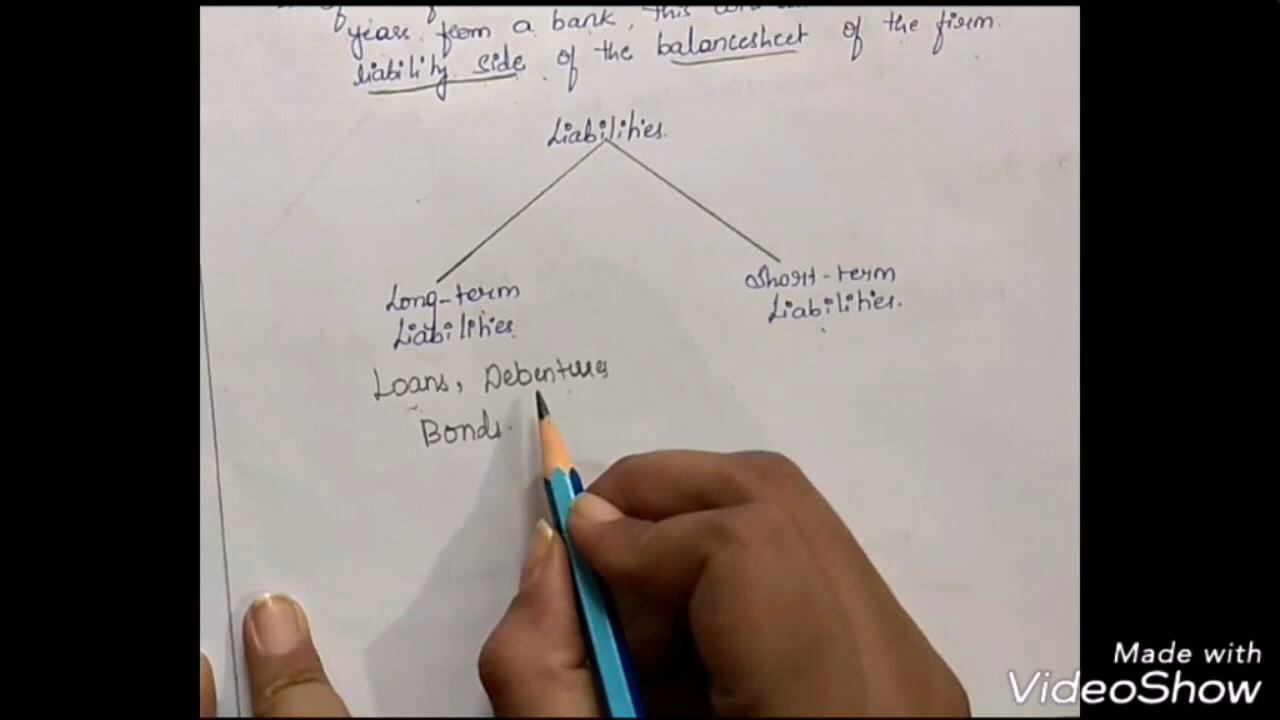 years from a bank, this
liability side of the balancesheet of the firm.
Liabilities.
Long-term
Liabilities.
Short-term
Liabilities.
Loans, Debentures
Bonds.
Made with
VideoShow